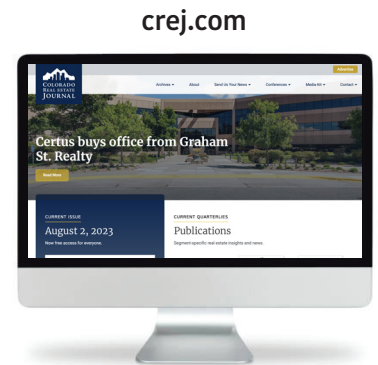 crej.com
Advertise
COLORADO
REAL ESTATE
JOURNAL
Archives
About
Send Us Your News
Conferences
Media Kit
Contact
Certus buys office from Graham
St. Realty
Read More
CURRENT ISSUE
CURRENT QUARTERLIES
August 2, 2023
Publications
Now free access for everyone.
Segment-specific real estate insights and news.